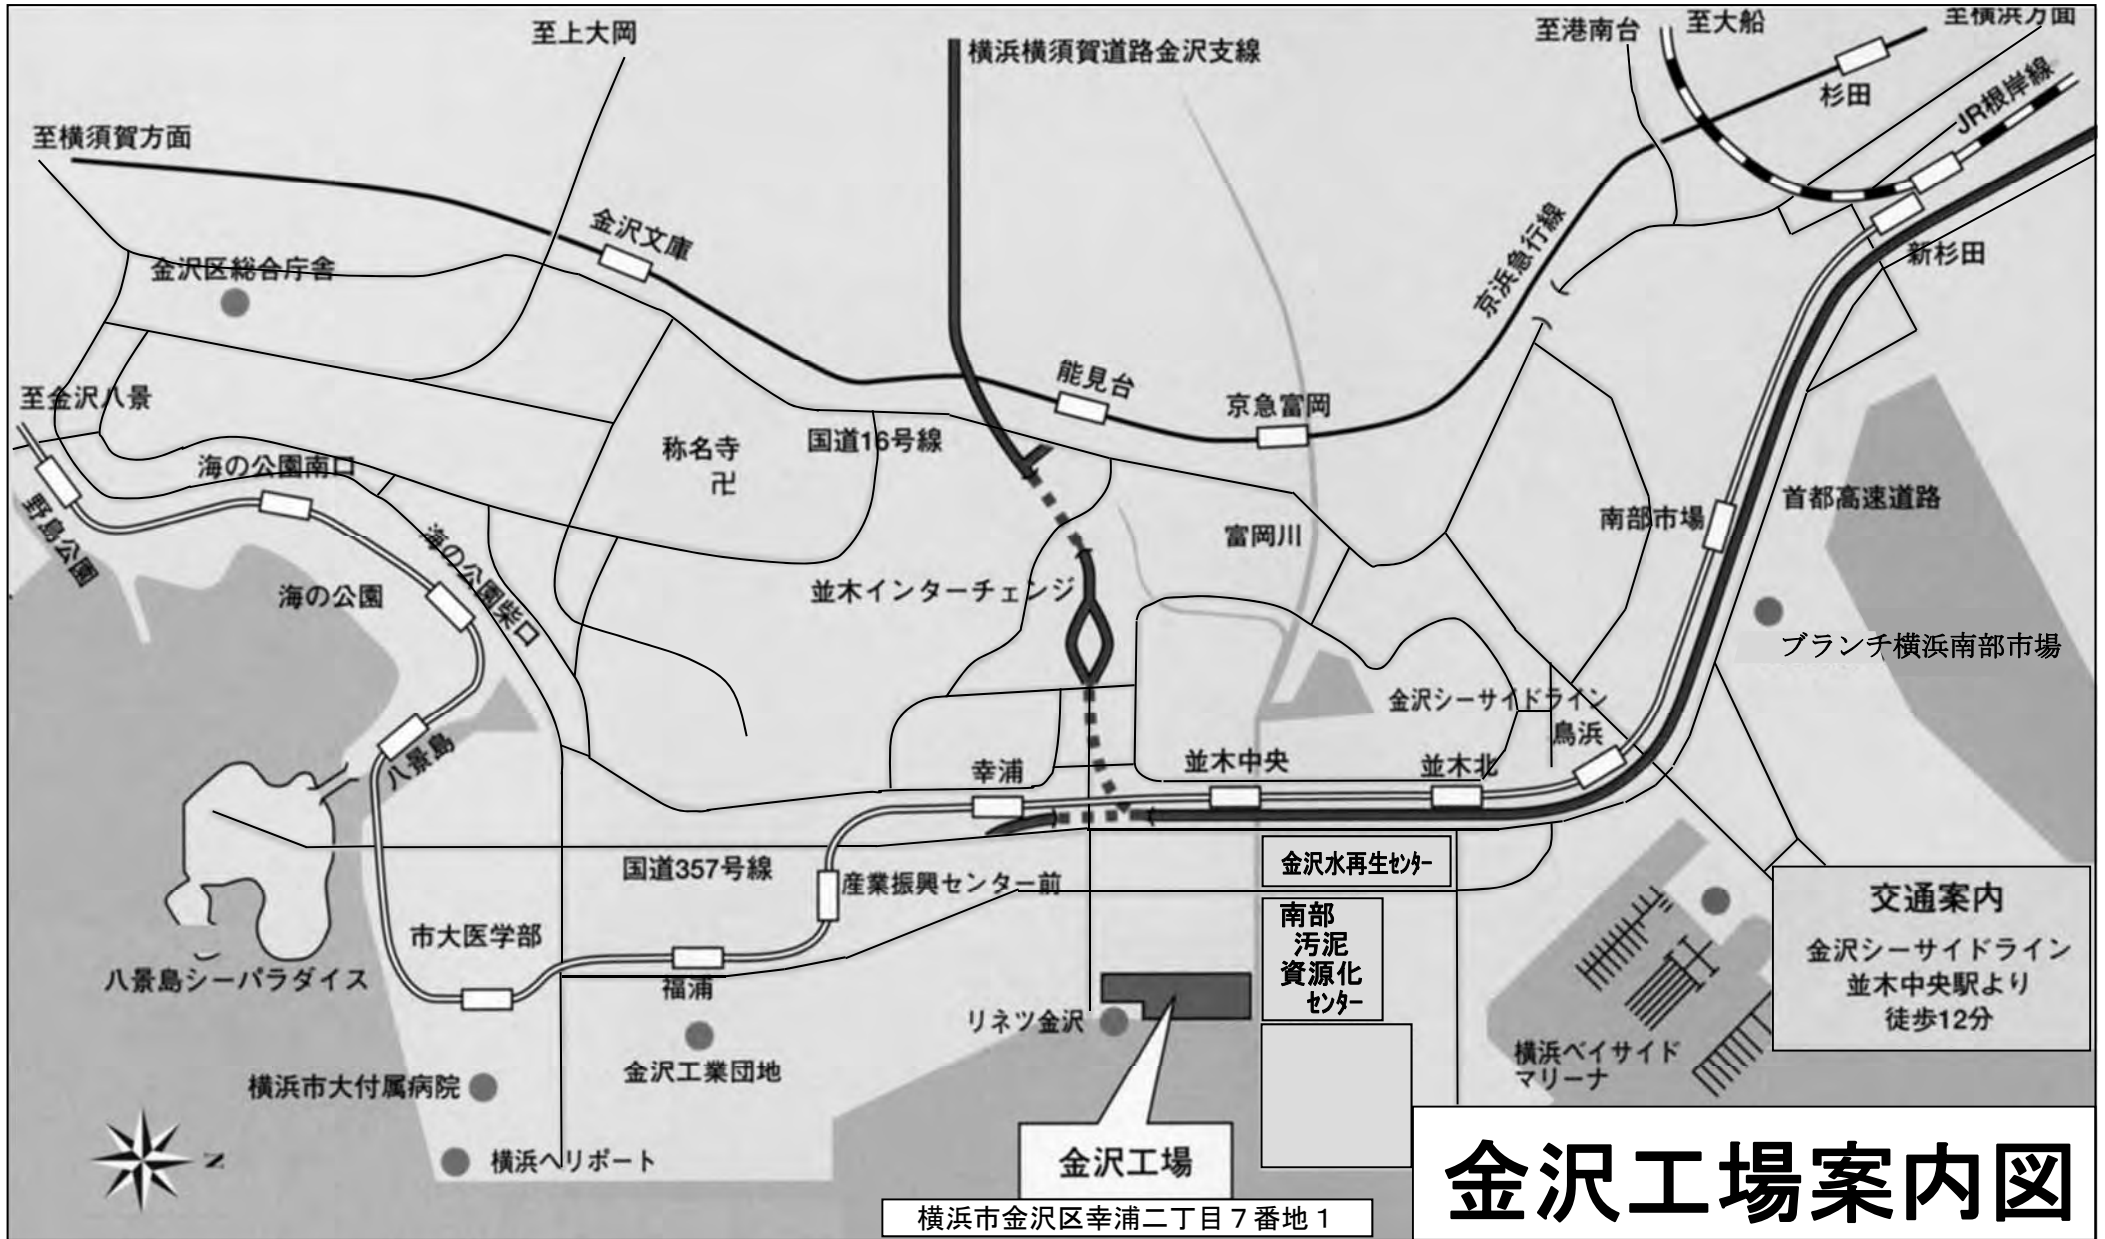 至上大岡
横浜横須賀道路金沢支線
至港南台
至大船
至横浜方面
杉田
JR根岸線
至横須賀方面
金沢文庫
京浜急行線
新杉田
金沢区総合庁舎
能見台
京急富岡
至金沢八景
称名寺
卍
国道16号線
海の公園南口
野島公園
海の公園
海の公園柴口
富岡川
南部市場
首都高速道路
並木インターチェンジ
ブランチ横浜南部市場
金沢シーサイドライン
鳥浜
八景島
幸浦
並木中央
並木北
国道357号線
産業振興センター前
金沢水再生ｾﾝﾀｰ
南部
汚泥
資源化
ｾﾝﾀｰ
交通案内
金沢シーサイドライン
並木中央駅より
徒歩12分
市大医学部
八景島シーパラダイス
福浦
リネツ金沢
横浜ベイサイド
マリーナ
金沢工業団地
横浜市大付属病院
横浜ヘリポート
N
金沢工場
横浜市金沢区幸浦二丁目７番地１
金沢工場案内図